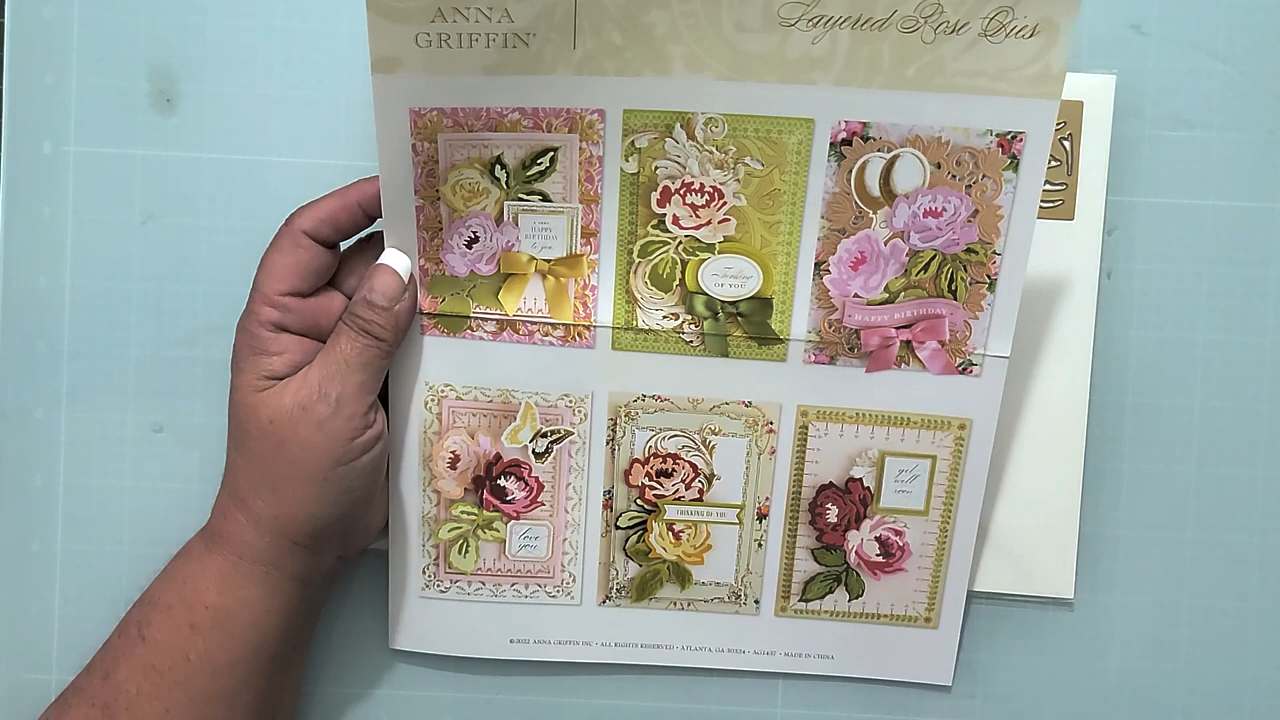 ANNA
GRIFFIN®
Layered Rose Dies
HAPPY
BIRTHDAY
to you
Thinking
OF YOU
HAPPY BIRTHDAY
love
you
THINKING OF YOU
get
well
soon
©2022 ANNA GRIFFIN INC • ALL RIGHTS RESERVED • ATLANTA, GA 30324 • AG1487 • MADE IN CHINA